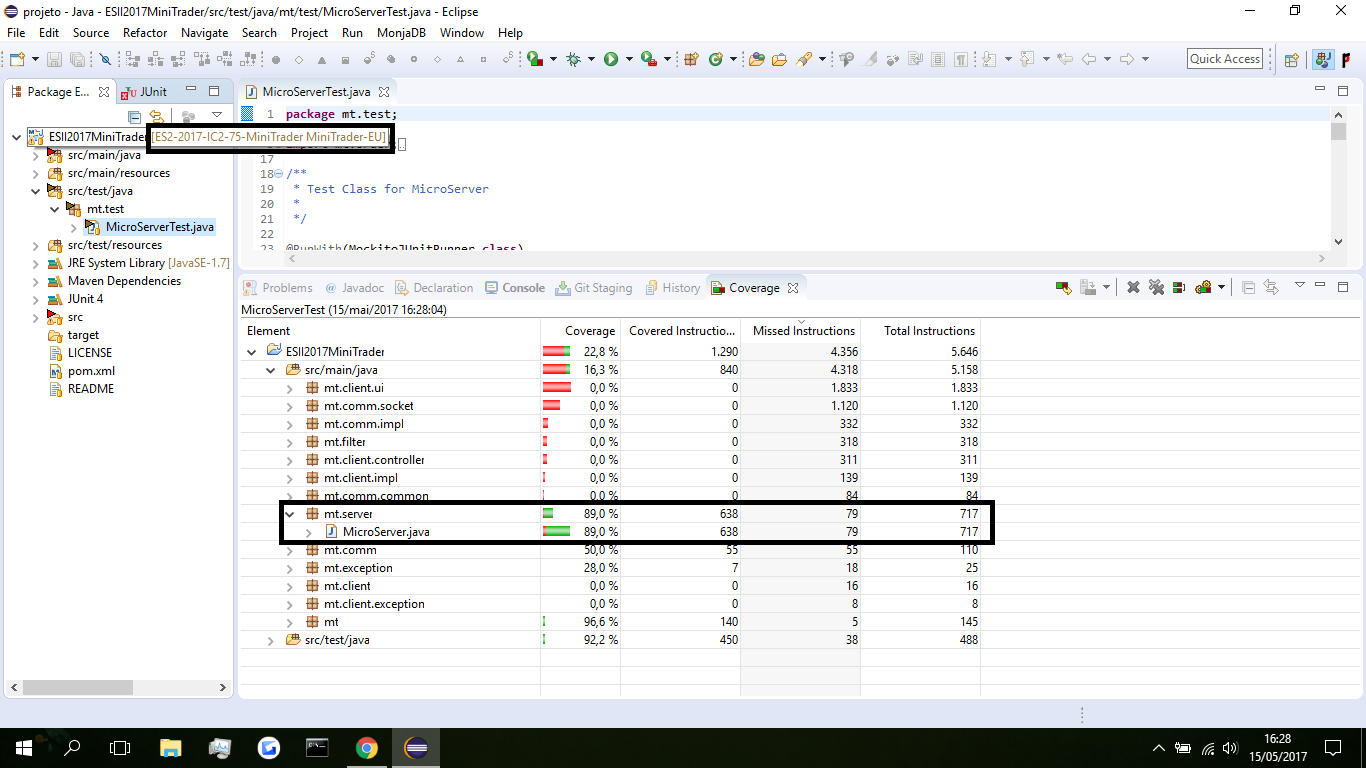 projeto - Java - ESII2017MiniTrader/src/test/java/mt/test/MicroServerTest.java - Eclipse
File Edit Source Refactor Navigate Search Project Run MonjaDB Window Help
Quick Access
Package E... JUnit
ESII2017MiniTrader [ES2-2017-IC2-75-MiniTrader MiniTrader-EU]
src/main/java
src/main/resources
src/test/java
mt.test
MicroServerTest.java
src/test/resources
JRE System Library [JavaSE-1.7]
Maven Dependencies
JUnit 4
src
target
LICENSE
pom.xml
README
MicroServerTest.java
1 package mt.test;
17
18 /**
19 * Test Class for MicroServer
20 *
21 */
22
23 @RunWith(MockitoJUnitRunner.class)
Problems @ Javadoc Declaration Console Git Staging History Coverage
MicroServerTest (15/mai/2017 16:28:04)
Element Coverage Covered Instructio... Missed Instructions Total Instructions
ESII2017MiniTrader 22,8 % 1.290 4.356 5.646
src/main/java 16,3 % 840 4.318 5.158
mt.client.ui 0,0 % 0 1.833 1.833
mt.comm.socket 0,0 % 0 1.120 1.120
mt.comm.impl 0,0 % 0 332 332
mt.filter 0,0 % 0 318 318
mt.client.controller 0,0 % 0 311 311
mt.client.impl 0,0 % 0 139 139
mt.comm.common 0,0 % 0 84 84
mt.server 89,0 % 638 79 717
MicroServer.java 89,0 % 638 79 717
mt.comm 50,0 % 55 55 110
mt.exception 28,0 % 7 18 25
mt.client 0,0 % 0 16 16
mt.client.exception 0,0 % 0 8 8
mt 96,6 % 140 5 145
src/test/java 92,2 % 450 38 488
16:28
15/05/2017